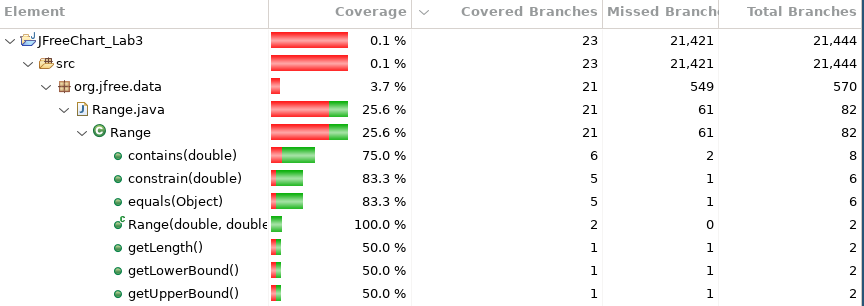 Element Coverage Covered Branches Missed Branch Total Branches
JFreeChart_Lab3 0.1 % 23 21,421 21,444
src 0.1 % 23 21,421 21,444
org.jfree.data 3.7 % 21 549 570
Range.java 25.6 % 21 61 82
Range 25.6 % 21 61 82
contains(double) 75.0 % 6 2 8
constrain(double) 83.3 % 5 1 6
equals(Object) 83.3 % 5 1 6
Range(double, double 100.0 % 2 0 2
getLength() 50.0 % 1 1 2
getLowerBound() 50.0 % 1 1 2
getUpperBound() 50.0 % 1 1 2